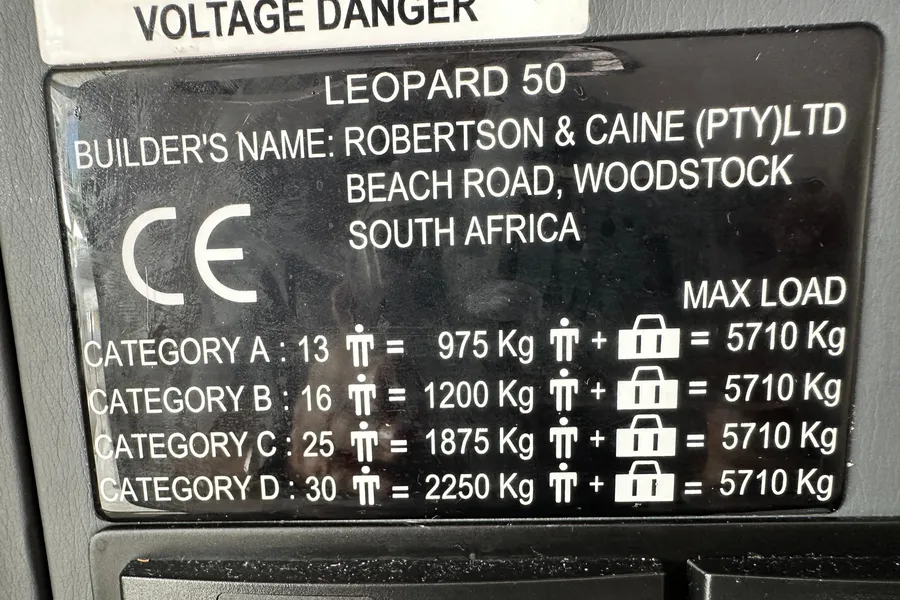 VOLTAGE DANGER
LEOPARD 50
BUILDER'S NAME: ROBERTSON & CAINE (PTY)LTD
BEACH ROAD, WOODSTOCK
SOUTH AFRICA
CE
MAX LOAD
CATEGORY A : 13 = 975 Kg + = 5710 Kg
CATEGORY B : 16 = 1200 Kg + = 5710 Kg
CATEGORY C : 25 = 1875 Kg + = 5710 Kg
CATEGORY D : 30 = 2250 Kg + = 5710 Kg